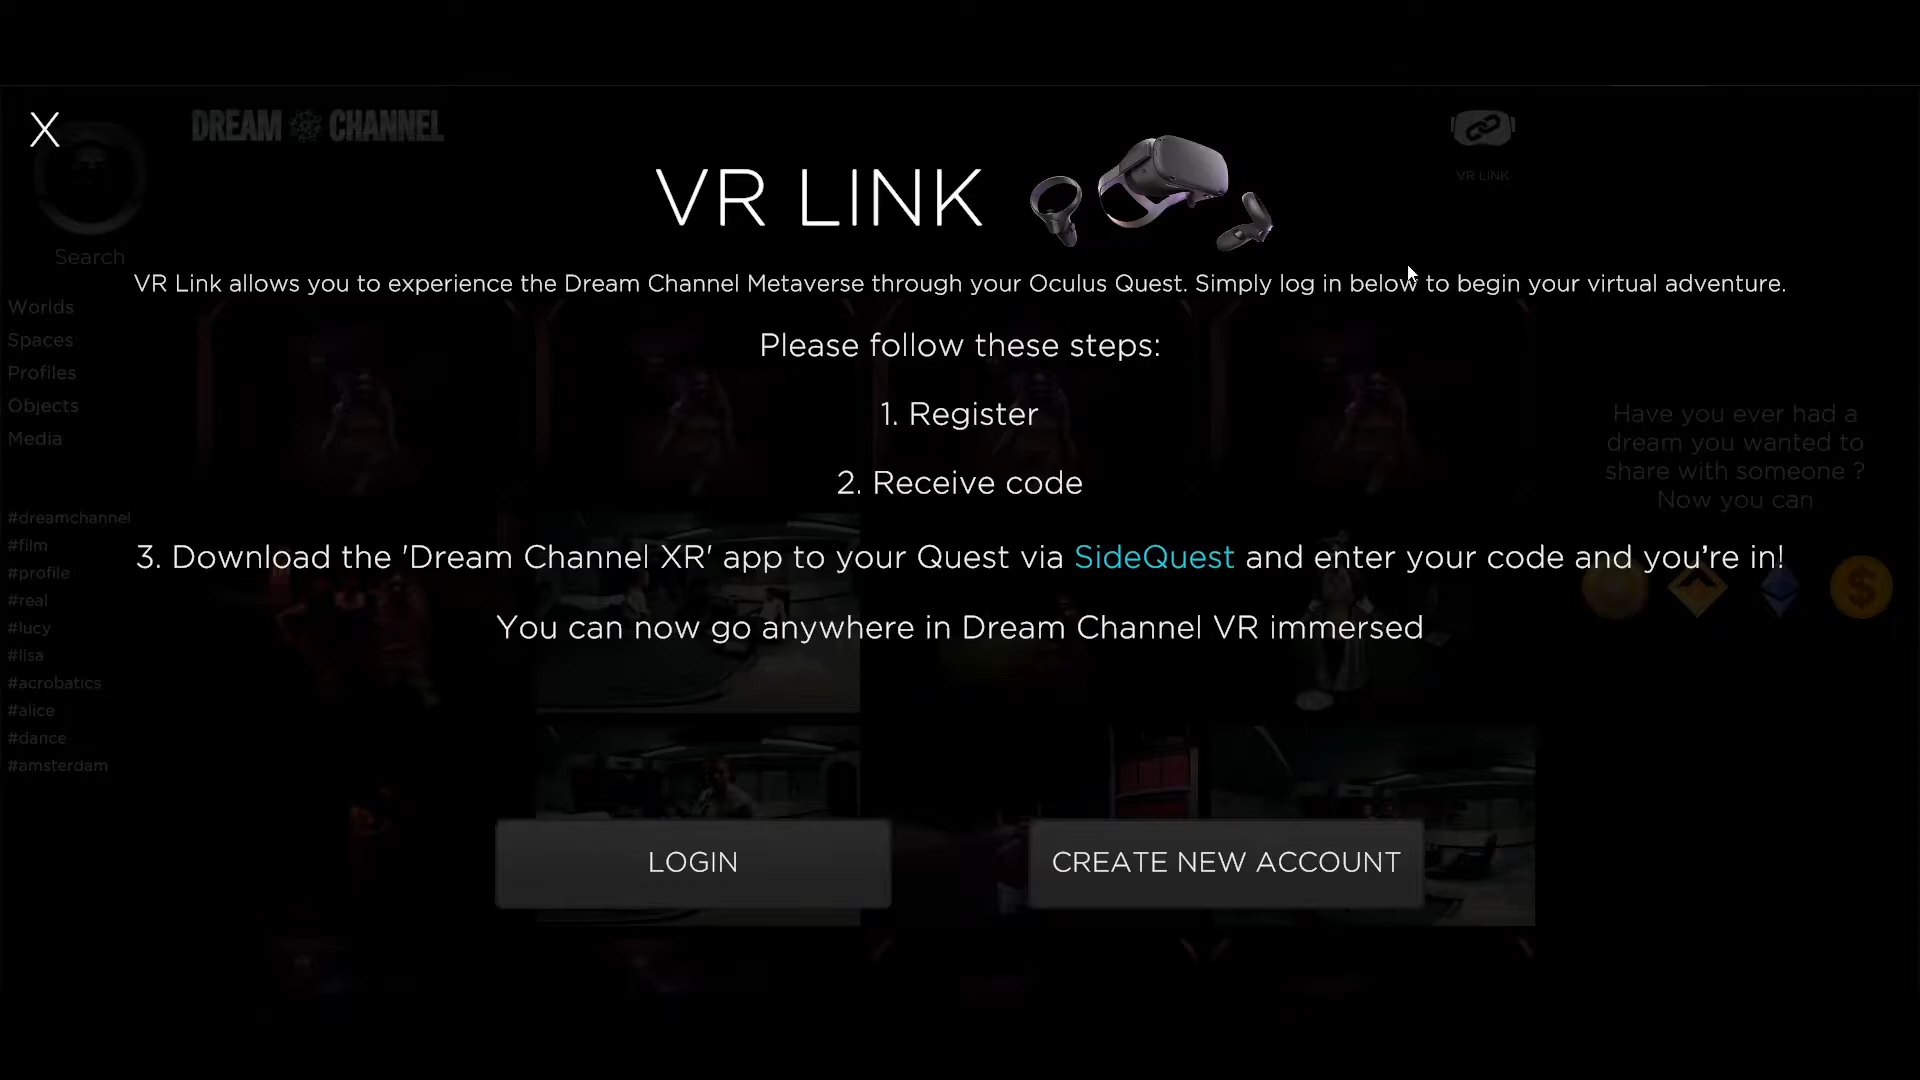 X
DREAM CHANNEL
VR LINK
VR LINK
Search
VR Link allows you to experience the Dream Channel Metaverse through your Oculus Quest. Simply log in below to begin your virtual adventure.
Worlds
Spaces
Profiles
Objects
Media
Please follow these steps:
1. Register
2. Receive code
3. Download the 'Dream Channel XR' app to your Quest via SideQuest and enter your code and you're in!
You can now go anywhere in Dream Channel VR immersed
Have you ever had a
dream you wanted to
share with someone ?
Now you can
$
#dreamchannel
#film
#profile
#real
#lucy
#lisa
#acrobatics
#alice
#dance
#amsterdam
LOGIN
CREATE NEW ACCOUNT